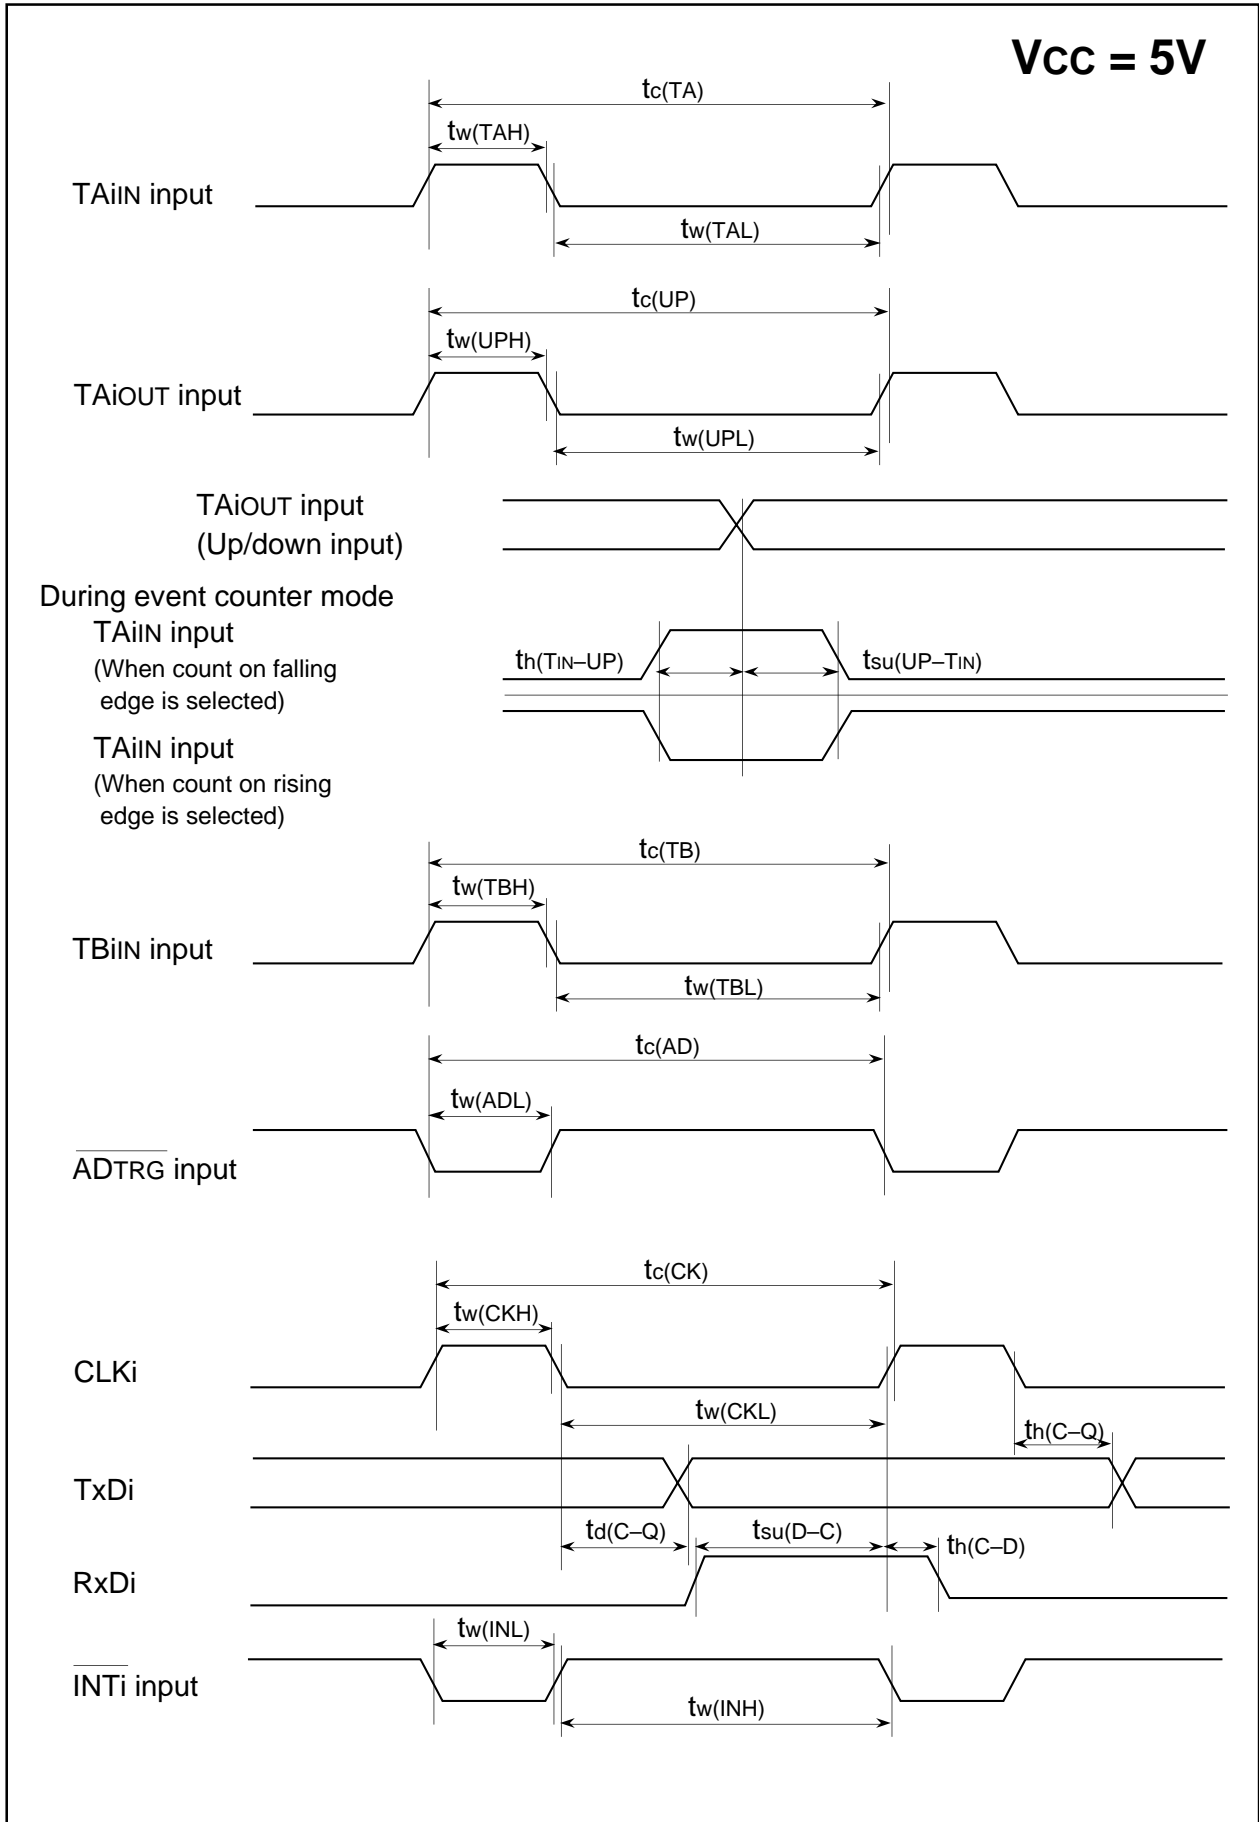 VCC = 5V
tc(TA)
tw(TAH)
TAiIN input
tw(TAL)
tc(UP)
tw(UPH)
TAiOUT input
tw(UPL)
TAiOUT input
(Up/down input)
During event counter mode
TAiIN input
(When count on falling
edge is selected)
th(TIN–UP)
tsu(UP–TIN)
TAiIN input
(When count on rising
edge is selected)
tc(TB)
tw(TBH)
TBiIN input
tw(TBL)
tc(AD)
tw(ADL)
ADTRG input
tc(CK)
tw(CKH)
CLKi
tw(CKL)
th(C–Q)
TxDi
td(C–Q)
tsu(D–C)
th(C–D)
RxDi
tw(INL)
INTi input
tw(INH)